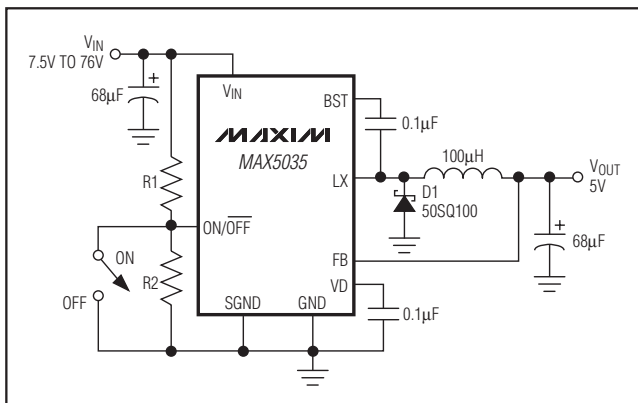 VIN
7.5V TO 76V
68µF
+
R1
ON
OFF
R2
VIN
MAXIM
MAX5035
ON/OFF
SGND
GND
BST
LX
FB
VD
0.1µF
100µH
D1
50SQ100
0.1µF
VOUT
5V
+
68µF